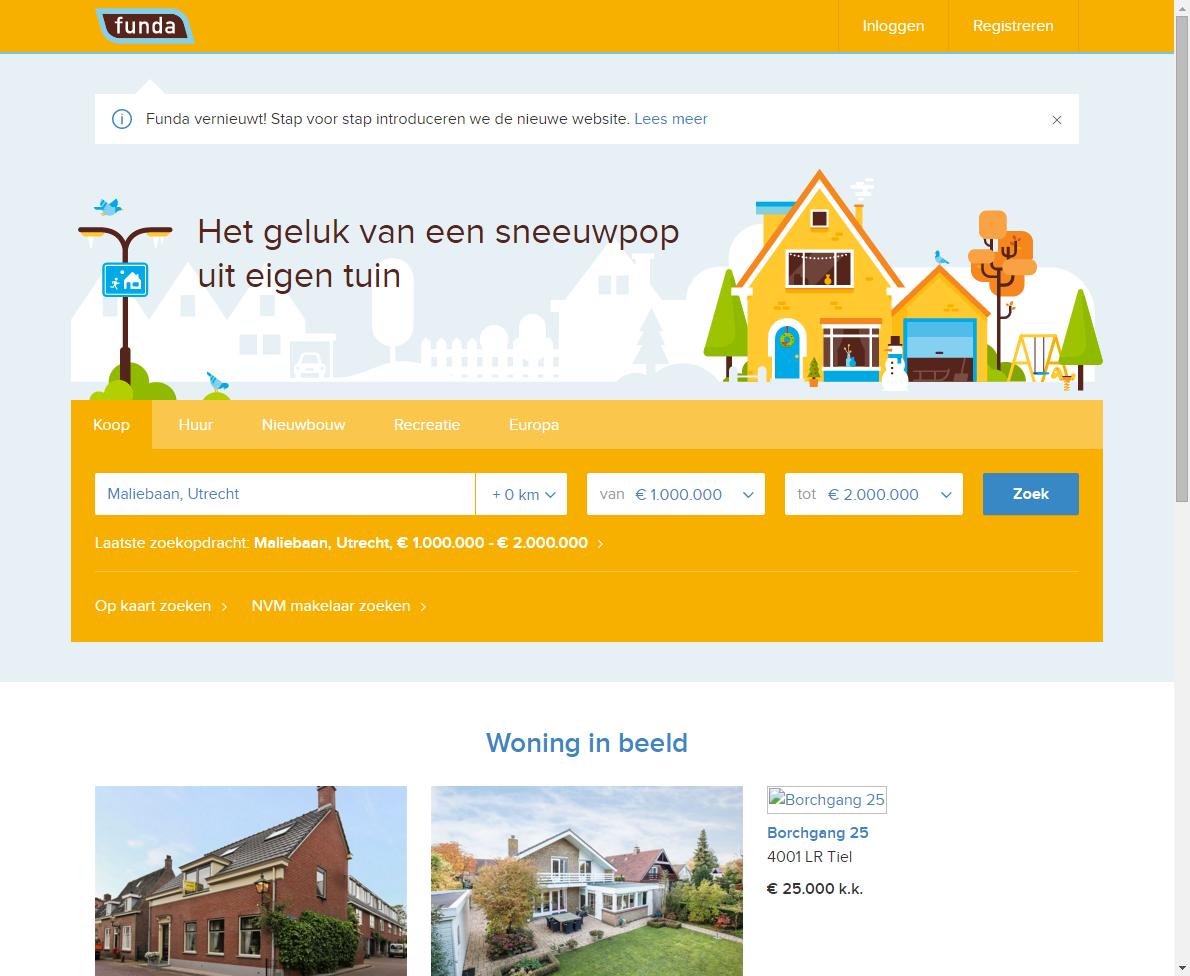 funda
Inloggen
Registreren
Funda vernieuwt! Stap voor stap introduceren we de nieuwe website. Lees meer
Het geluk van een sneeuwpop
uit eigen tuin
Koop
Huur
Nieuwbouw
Recreatie
Europa
Maliebaan, Utrecht
+ 0 km
van € 1.000.000
tot € 2.000.000
Zoek
Laatste zoekopdracht: Maliebaan, Utrecht, € 1.000.000 - € 2.000.000
Op kaart zoeken
NVM makelaar zoeken
Woning in beeld
Borchgang 25
Borchgang 25
4001 LR Tiel
€ 25.000 k.k.